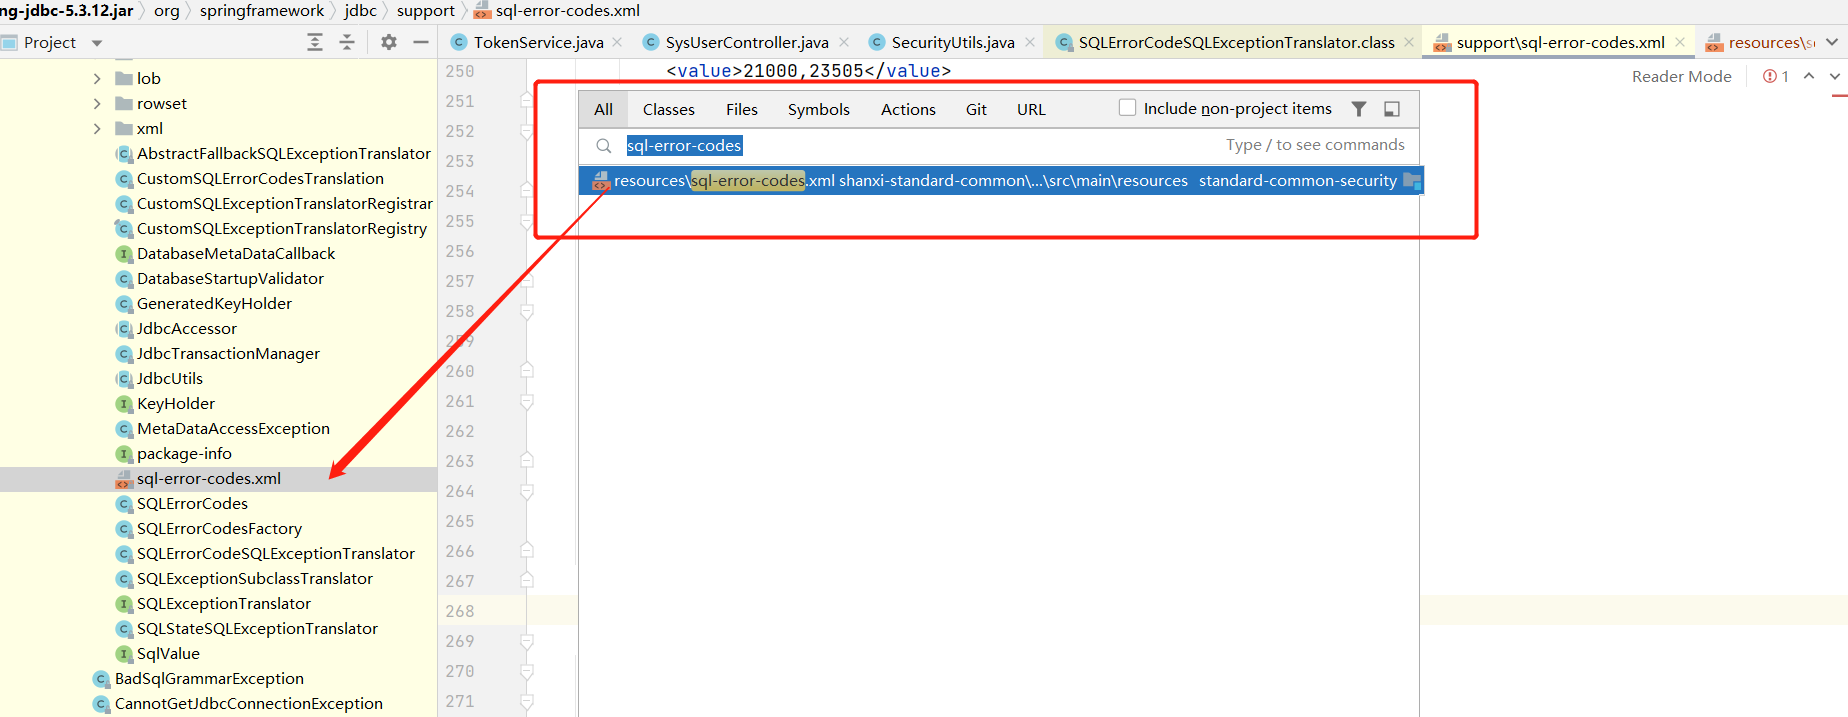 ng-jdbc-5.3.12.jar org springframework jdbc support sql-error-codes.xml
Project
TokenService.java SysUserController.java SecurityUtils.java SQLErrorCodeSQLExceptionTranslator.class support\sql-error-codes.xml resources\s
Reader Mode 1
lob
rowset
xml
AbstractFallbackSQLExceptionTranslator
CustomSQLErrorCodesTranslation
CustomSQLExceptionTranslatorRegistrar
CustomSQLExceptionTranslatorRegistry
DatabaseMetaDataCallback
DatabaseStartupValidator
GeneratedKeyHolder
JdbcAccessor
JdbcTransactionManager
JdbcUtils
KeyHolder
MetaDataAccessException
package-info
sql-error-codes.xml
SQLErrorCodes
SQLErrorCodesFactory
SQLErrorCodeSQLExceptionTranslator
SQLExceptionSubclassTranslator
SQLExceptionTranslator
SQLStateSQLExceptionTranslator
SqlValue
BadSqlGrammarException
CannotGetJdbcConnectionException
250 <value>21000,23505</value>
251
252
253
254
255
256
257
258
259
260
261
262
263
264
265
266
267
268
269
270
271
All Classes Files Symbols Actions Git URL Include non-project items
sql-error-codes Type / to see commands
resources\sql-error-codes.xml shanxi-standard-common\...\src\main\resources standard-common-security